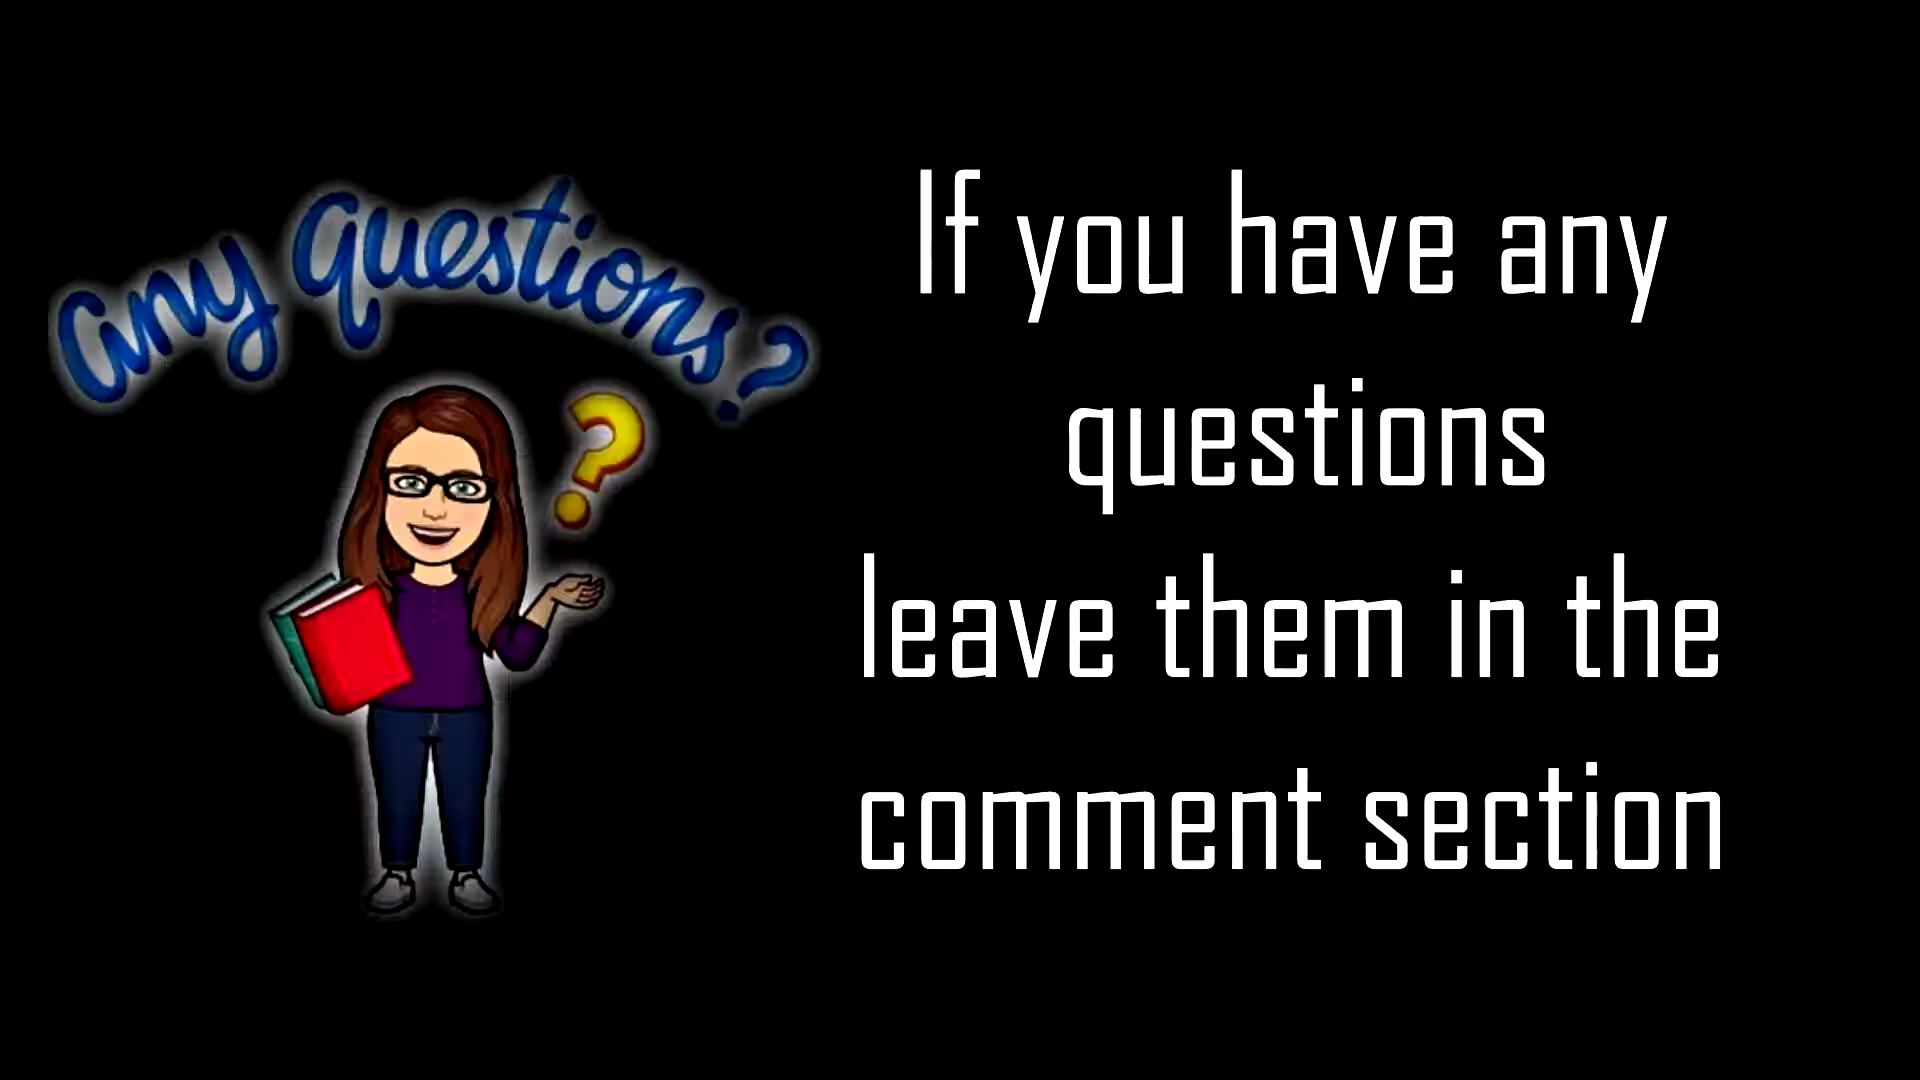 any questions?
?
If you have any
questions
leave them in the
comment section